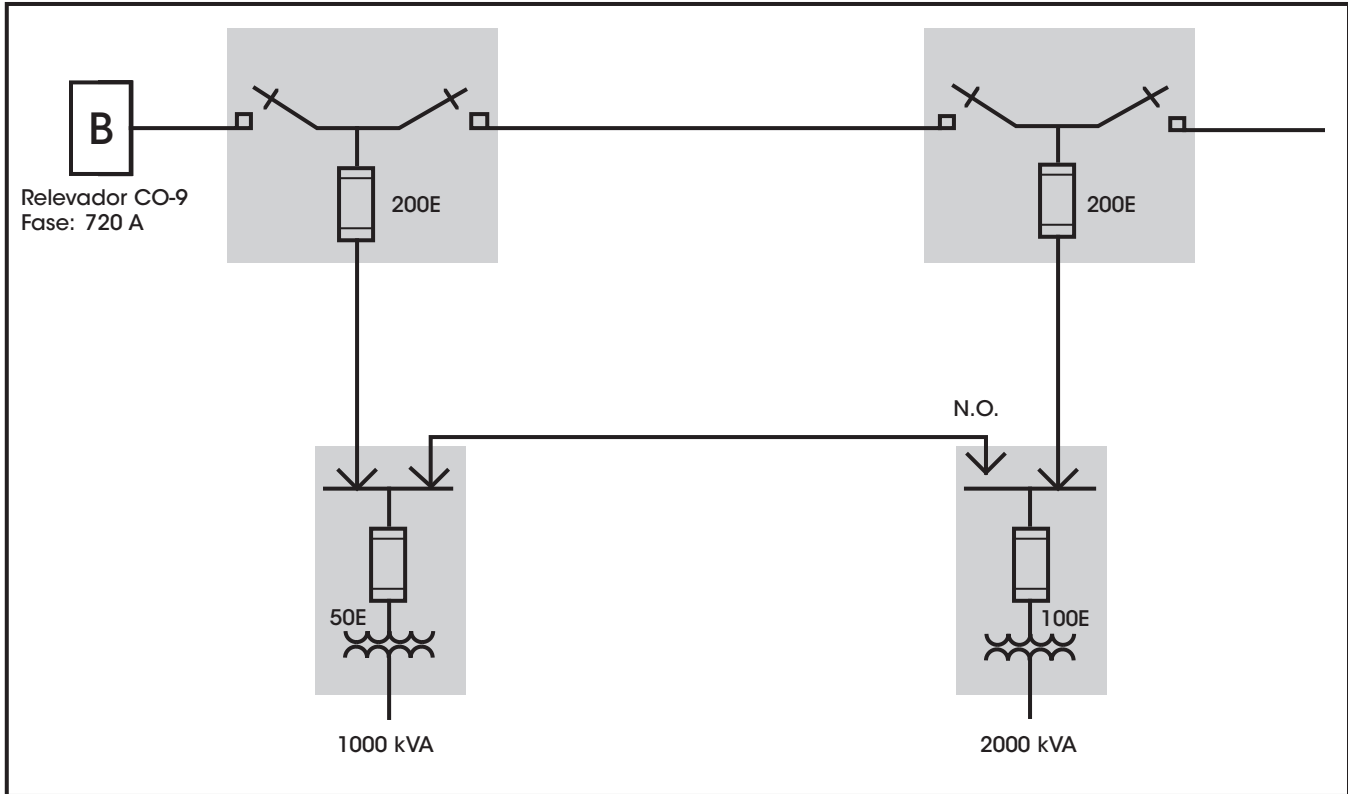 B
Relevador CO-9
Fase: 720 A
200E
200E
N.O.
50E
100E
1000 kVA
2000 kVA